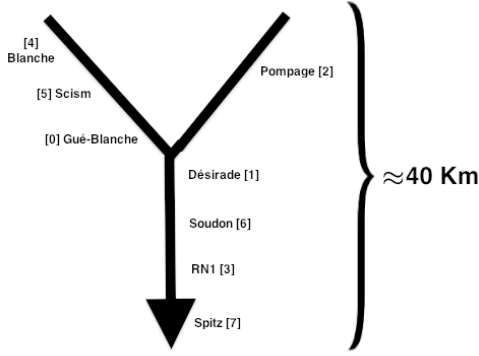 [4]
Blanche
Pompage [2]
[5] Scism
[0] Gué-Blanche
Désirade [1]
≈40 Km
Soudon [6]
RN1 [3]
Spitz [7]